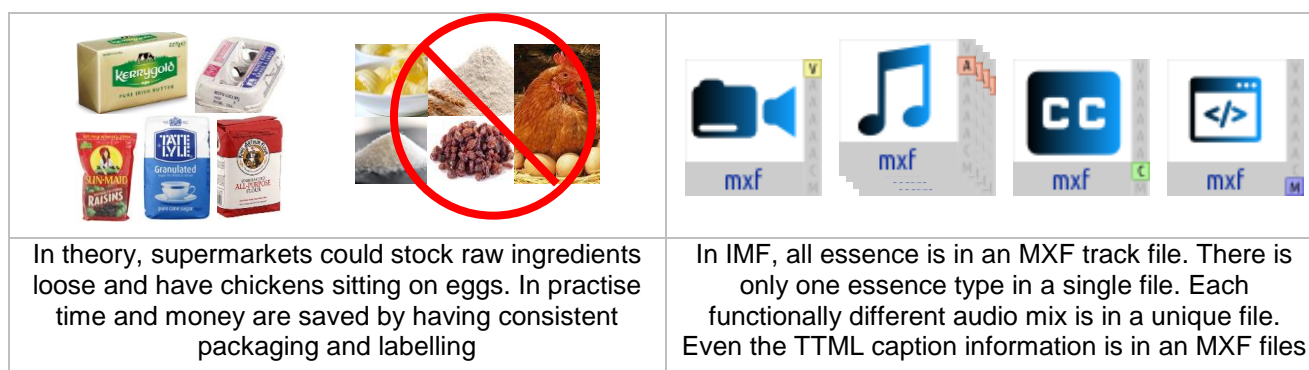 227g
KERRYGOLD
PURE IRISH BUTTER
SUN-MAID
RAISINS
TATE
LYLE
Granulated
pure cane sugar
ALL-PURPOSE
FLOUR
V
mxf
A
mxf
CC
C
mxf
</>
M
mxf
In theory, supermarkets could stock raw ingredients
loose and have chickens sitting on eggs. In practise
time and money are saved by having consistent
packaging and labelling
In IMF, all essence is in an MXF track file. There is
only one essence type in a single file. Each
functionally different audio mix is in a unique file.
Even the TTML caption information is in an MXF files